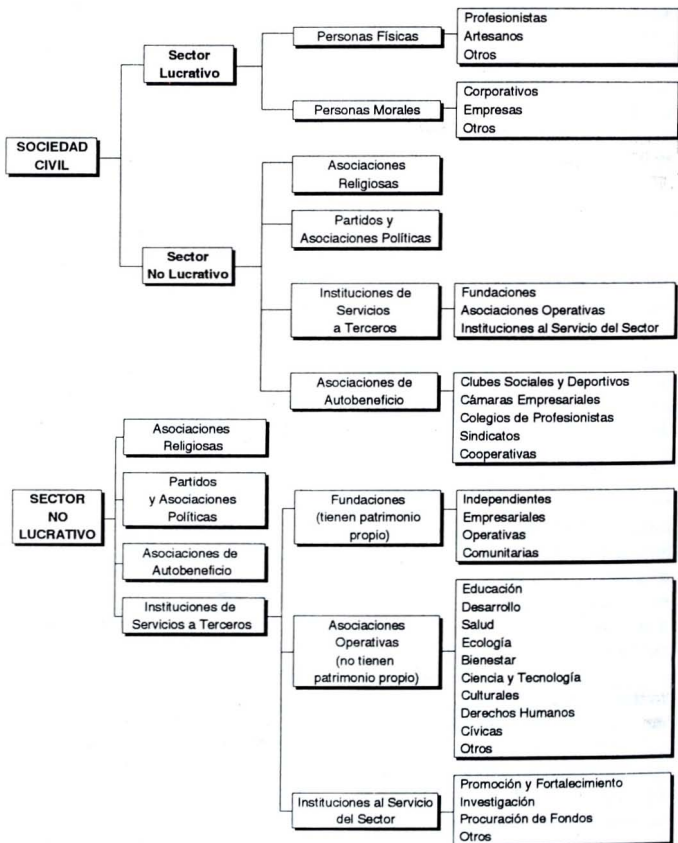 SOCIEDAD
CIVIL
Sector
Lucrativo
Personas Físicas
Profesionistas
Artesanos
Otros
Personas Morales
Corporativos
Empresas
Otros
Sector
No Lucrativo
Asociaciones
Religiosas
Partidos y
Asociaciones Políticas
Instituciones de
Servicios
a Terceros
Fundaciones
Asociaciones Operativas
Instituciones al Servicio del Sector
Asociaciones de
Autobeneficio
Clubes Sociales y Deportivos
Cámaras Empresariales
Colegios de Profesionistas
Sindicatos
Cooperativas
SECTOR
NO
LUCRATIVO
Asociaciones
Religiosas
Partidos
y Asociaciones
Políticas
Asociaciones de
Autobeneficio
Instituciones de
Servicios a Terceros
Fundaciones
(tienen patrimonio
propio)
Independientes
Empresariales
Operativas
Comunitarias
Asociaciones
Operativas
(no tienen
patrimonio propio)
Educación
Desarrollo
Salud
Ecología
Bienestar
Ciencia y Tecnología
Culturales
Derechos Humanos
Cívicas
Otros
Instituciones al Servicio
del Sector
Promoción y Fortalecimiento
Investigación
Procuración de Fondos
Otros